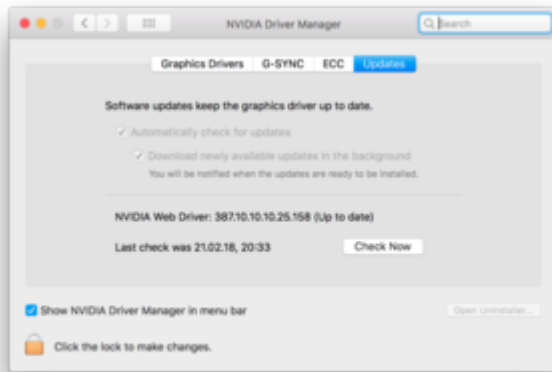 NVIDIA Driver Manager
Search
Graphics Drivers G-SYNC ECC Updates
Software updates keep the graphics driver up to date.
Automatically check for updates
Download newly available updates in the background
You will be notified when the updates are ready to be installed.
NVIDIA Web Driver: 387.10.10.10.25.158 (Up to date)
Last check was 21.02.18, 20:33 Check Now
Show NVIDIA Driver Manager in menu bar Open Uninstaller...
Click the lock to make changes.